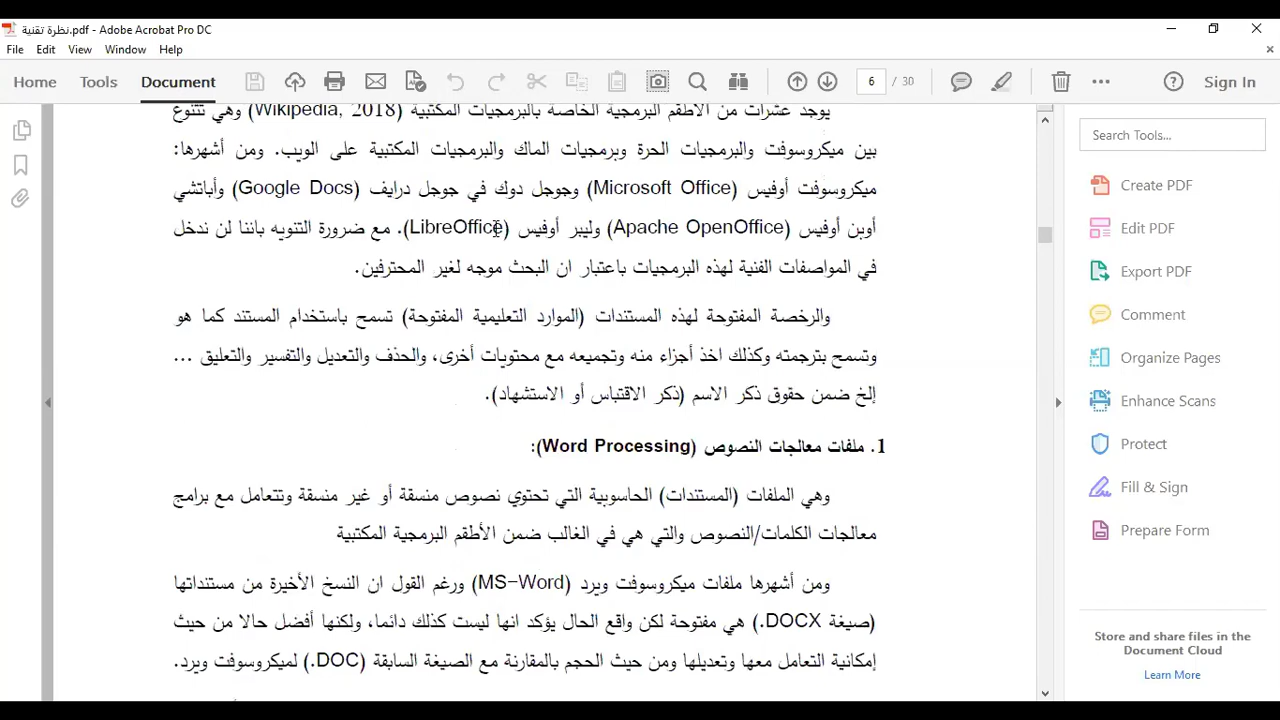 نظرة تقنية.pdf - Adobe Acrobat Pro DC
File Edit View Window Help
Home Tools Document 6 / 30 Sign In
يوجد عشرات من الأطقم البرمجية الخاصة بالبرمجيات المكتبية (Wikipedia, 2018) وهي تتنوع
بين ميكروسوفت والبرمجيات الحرة وبرمجيات الماك والبرمجيات المكتبية على الويب. ومن أشهرها:
ميكروسوفت أوفيس (Microsoft Office) وجوجل دوك في جوجل درايف (Google Docs) وأباتشي
أوبن أوفيس (Apache OpenOffice) وليبر أوفيس (LibreOffice). مع ضرورة التنويه باننا لن ندخل
في المواصفات الفنية لهذه البرمجيات باعتبار ان البحث موجه لغير المحترفين.
والرخصة المفتوحة لهذه المستندات (الموارد التعليمية المفتوحة) تسمح باستخدام المستند كما هو
وتسمح بترجمته وكذلك اخذ أجزاء منه وتجميعه مع محتويات أخرى، والحذف والتعديل والتفسير والتعليق ...
إلخ ضمن حقوق ذكر الاسم (ذكر الاقتباس أو الاستشهاد).
1. ملفات معالجات النصوص (Word Processing):
وهي الملفات (المستندات) الحاسوبية التي تحتوي نصوص منسقة أو غير منسقة وتتعامل مع برامج
معالجات الكلمات/النصوص والتي هي في الغالب ضمن الأطقم البرمجية المكتبية
ومن أشهرها ملفات ميكروسوفت ويرد (MS-Word) ورغم القول ان النسخ الأخيرة من مستنداتها
(صيغة DOCX.) هي مفتوحة لكن واقع الحال يؤكد انها ليست كذلك دائما، ولكنها أفضل حالا من حيث
إمكانية التعامل معها وتعديلها ومن حيث الحجم بالمقارنة مع الصيغة السابقة (DOC.) لميكروسوفت ويرد.
Search Tools...
Create PDF
Edit PDF
Export PDF
Comment
Organize Pages
Enhance Scans
Protect
Fill & Sign
Prepare Form
Store and share files in the
Document Cloud
Learn More